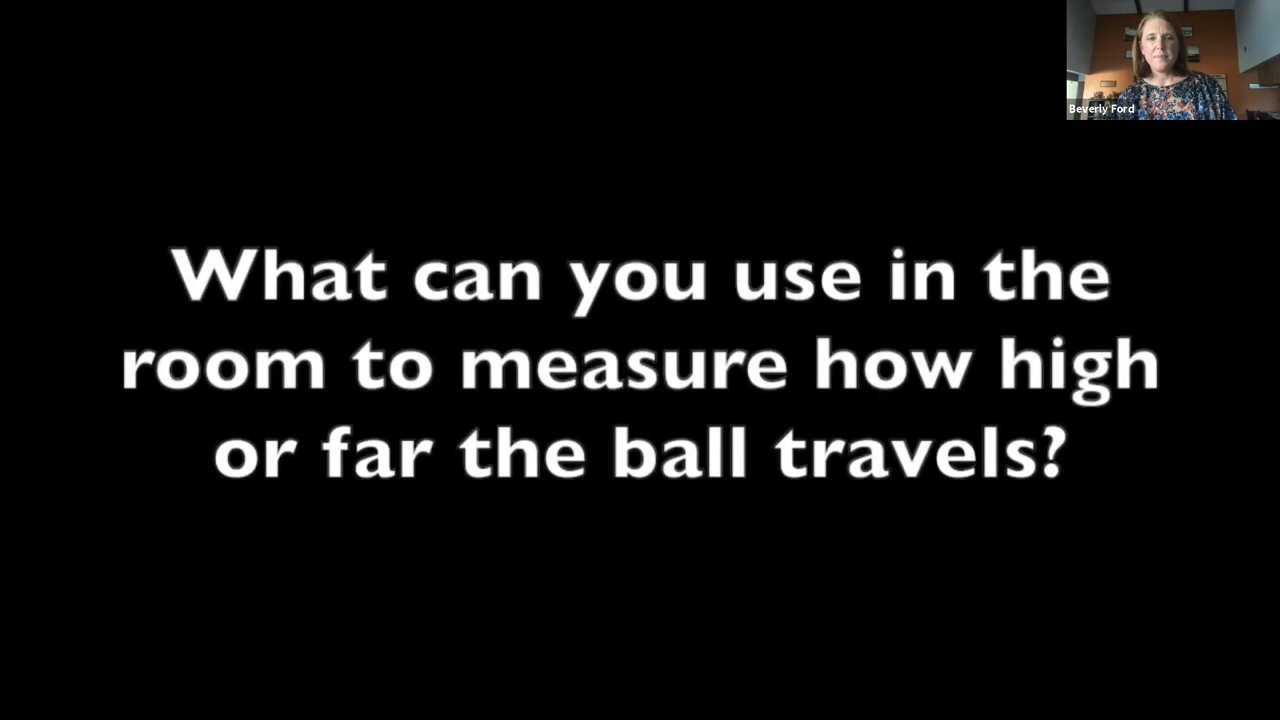 Beverly Ford
What can you use in the
room to measure how high
or far the ball travels?